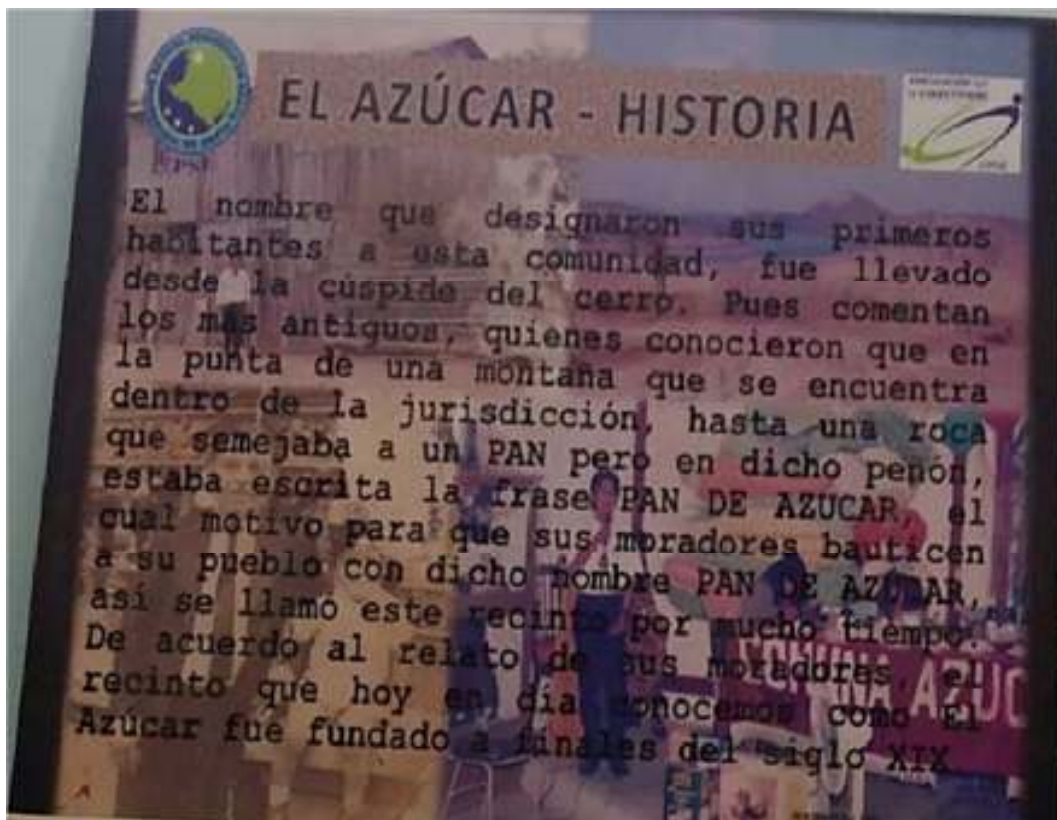 EL AZÚCAR - HISTORIA
El nombre que designaron sus primeros
habitantes a esta comunidad, fue llevado
desde la cúspide del cerro. Pues comentan
los más antiguos, quienes conocieron que en
la punta de una montaña que se encuentra
dentro de la jurisdicción, hasta una roca
que semejaba a un PAN pero en dicho peñón,
estaba escrita la frase PAN DE AZUCAR, el
cual motivo para que sus moradores bauticen
a su pueblo con dicho nombre PAN DE AZUCAR,
así se llamo este recinto por mucho tiempo.
De acuerdo al relato de sus moradores, el
recinto que hoy en día conocemos como El
Azúcar fue fundado a finales del siglo XIX